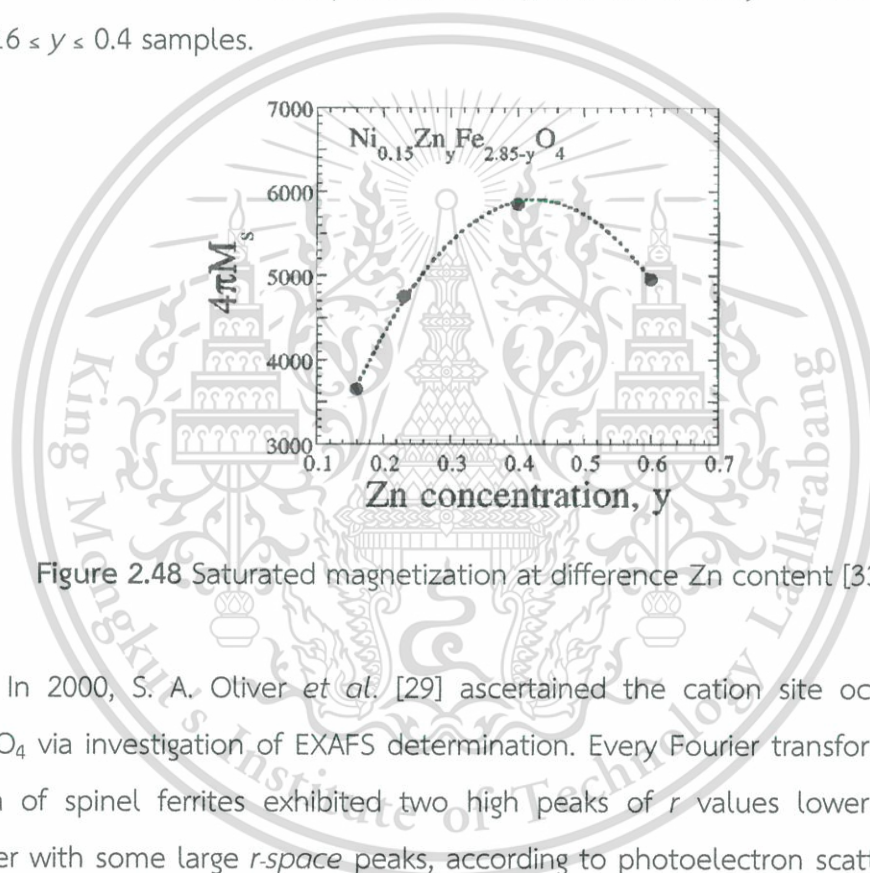 .6 ≤ y ≤ 0.4 samples.
7000
Ni0.15ZnyFe2.85-yO4
6000
5000
4πMs
4000
3000
0.1 0.2 0.3 0.4 0.5 0.6 0.7
Zn concentration, y
Figure 2.48 Saturated magnetization at difference Zn content [33
In 2000, S. A. Oliver et al. [29] ascertained the cation site oc
O4 via investigation of EXAFS determination. Every Fourier transfor
of spinel ferrites exhibited two high peaks of r values lower
er with some large r-space peaks, according to photoelectron scatt
King Mongkut's Institute of Technology Ladkrabang